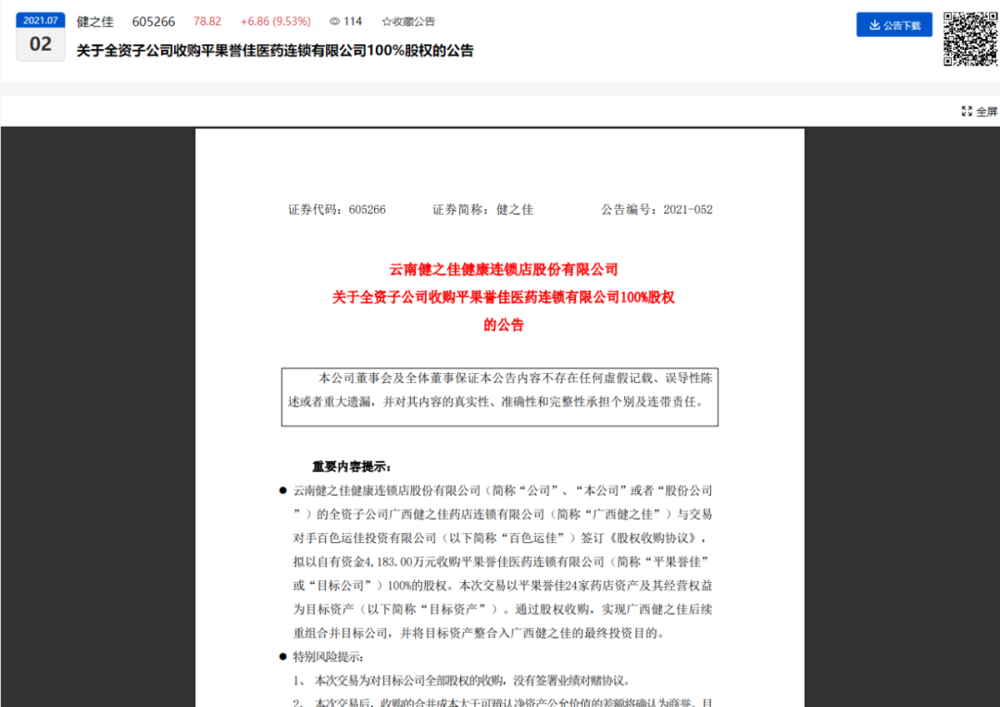 2021.07
02
健之佳 605266 78.82 +6.86 (9.53%) 114 ☆收藏公告
关于全资子公司收购平果誉佳医药连锁有限公司100%股权的公告
公告下载
全屏
证券代码：605266 证券简称：健之佳 公告编号：2021-052
云南健之佳健康连锁店股份有限公司
关于全资子公司收购平果誉佳医药连锁有限公司100%股权
的公告
本公司董事会及全体董事保证本公告内容不存在任何虚假记载、误导性陈
述或者重大遗漏，并对其内容的真实性、准确性和完整性承担个别及连带责任。
重要内容提示：
● 云南健之佳健康连锁店股份有限公司（简称“公司”、“本公司”或者“股份公司
”）的全资子公司广西健之佳药店连锁有限公司（简称“广西健之佳”）与交易
对手百色运佳投资有限公司（以下简称“百色运佳”）签订《股权收购协议》，
拟以自有资金4,183.00万元收购平果誉佳医药连锁有限公司（简称“平果誉佳”
或“目标公司”）100%的股权。本次交易以平果誉佳24家药店资产及其经营权益
为目标资产（以下简称“目标资产”）。通过股权收购，实现广西健之佳后续
重组合并目标公司，并将目标资产整合入广西健之佳的最终投资目的。
● 特别风险提示：
1、 本次交易为对目标公司全部股权的收购，没有签署业绩对赌协议。
2、 本次交易后，收购的合并成本大于可辨认净资产公允价值的差额将确认为商誉。目